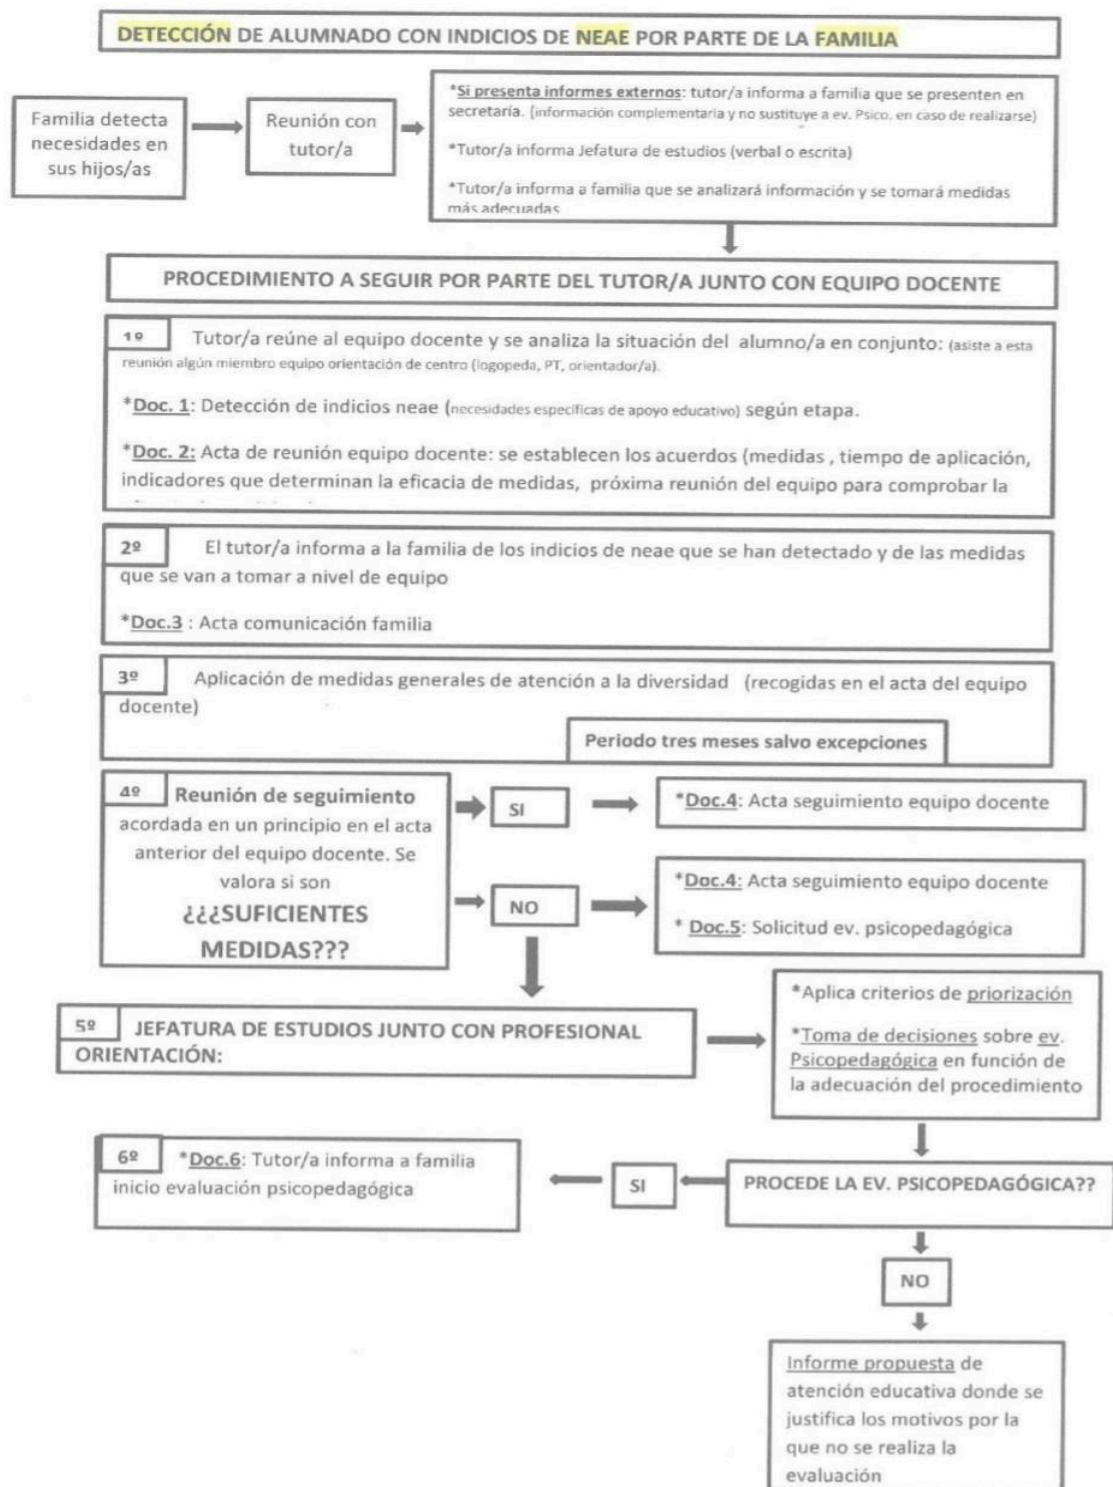 DETECCIÓN DE ALUMNADO CON INDICIOS DE NEAE POR PARTE DE LA FAMILIA
Familia detecta
necesidades en
sus hijos/as
Reunión con
tutor/a
*Si presenta informes externos: tutor/a informa a familia que se presenten en
secretaría. (información complementaria y no sustituye a ev. Psico. en caso de realizarse)
*Tutor/a informa Jefatura de estudios (verbal o escrita)
*Tutor/a informa a familia que se analizará información y se tomará medidas
más adecuadas
PROCEDIMIENTO A SEGUIR POR PARTE DEL TUTOR/A JUNTO CON EQUIPO DOCENTE
1º Tutor/a reúne al equipo docente y se analiza la situación del alumno/a en conjunto: (asiste a esta
reunión algún miembro equipo orientación de centro (logopeda, PT, orientador/a).
*Doc. 1: Detección de indicios neae (necesidades específicas de apoyo educativo) según etapa.
*Doc. 2: Acta de reunión equipo docente: se establecen los acuerdos (medidas , tiempo de aplicación,
indicadores que determinan la eficacia de medidas, próxima reunión del equipo para comprobar la
2º El tutor/a informa a la familia de los indicios de neae que se han detectado y de las medidas
que se van a tomar a nivel de equipo
*Doc.3 : Acta comunicación familia
3º Aplicación de medidas generales de atención a la diversidad (recogidas en el acta del equipo
docente)
Periodo tres meses salvo excepciones
4º Reunión de seguimiento
acordada en un principio en el acta
anterior del equipo docente. Se
valora si son
¿¿¿SUFICIENTES
MEDIDAS???
SI
*Doc.4: Acta seguimiento equipo docente
NO
*Doc.4: Acta seguimiento equipo docente
* Doc.5: Solicitud ev. psicopedagógica
5º JEFATURA DE ESTUDIOS JUNTO CON PROFESIONAL
ORIENTACIÓN:
*Aplica criterios de priorización
*Toma de decisiones sobre ev.
Psicopedagógica en función de
la adecuación del procedimiento
PROCEDE LA EV. PSICOPEDAGÓGICA??
SI
6º *Doc.6: Tutor/a informa a familia
inicio evaluación psicopedagógica
NO
Informe propuesta de
atención educativa donde se
justifica los motivos por la
que no se realiza la
evaluación